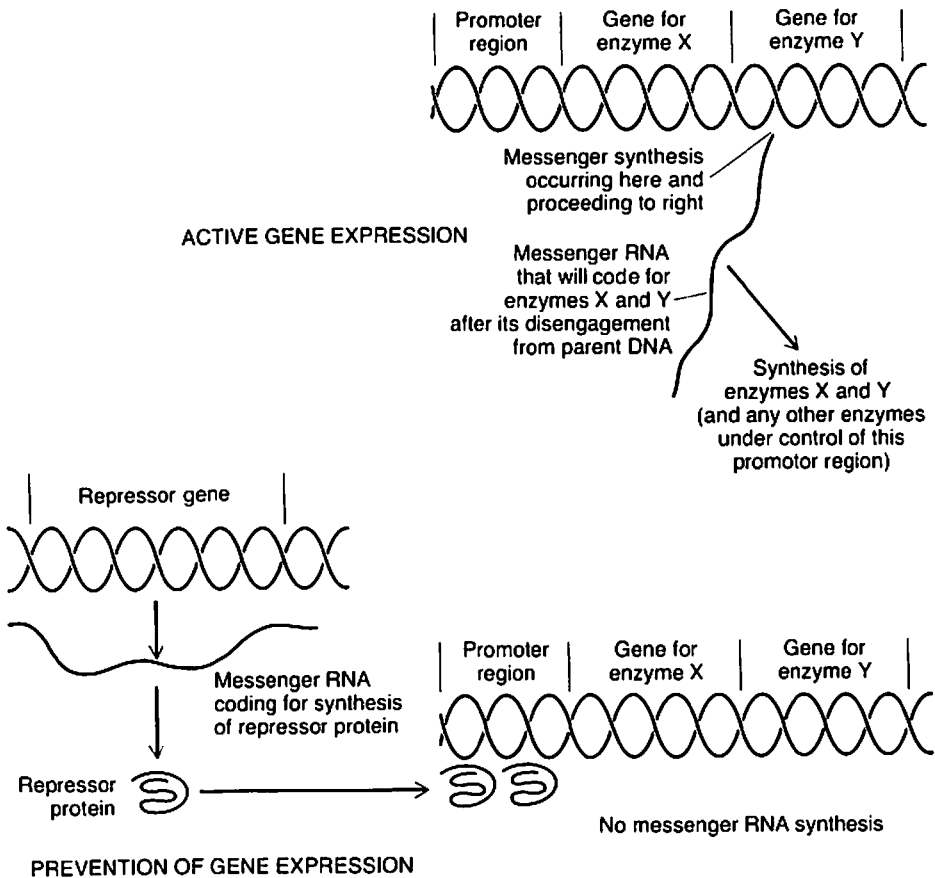 Promoter
region
Gene for
enzyme X
Gene for
enzyme Y
Messenger synthesis
occurring here and
proceeding to right
ACTIVE GENE EXPRESSION
Messenger RNA
that will code for
enzymes X and Y
after its disengagement
from parent DNA
Synthesis of
enzymes X and Y
(and any other enzymes
under control of this
promotor region)
Repressor gene
Messenger RNA
coding for synthesis
of repressor protein
Repressor
protein
Promoter
region
Gene for
enzyme X
Gene for
enzyme Y
No messenger RNA synthesis
PREVENTION OF GENE EXPRESSION